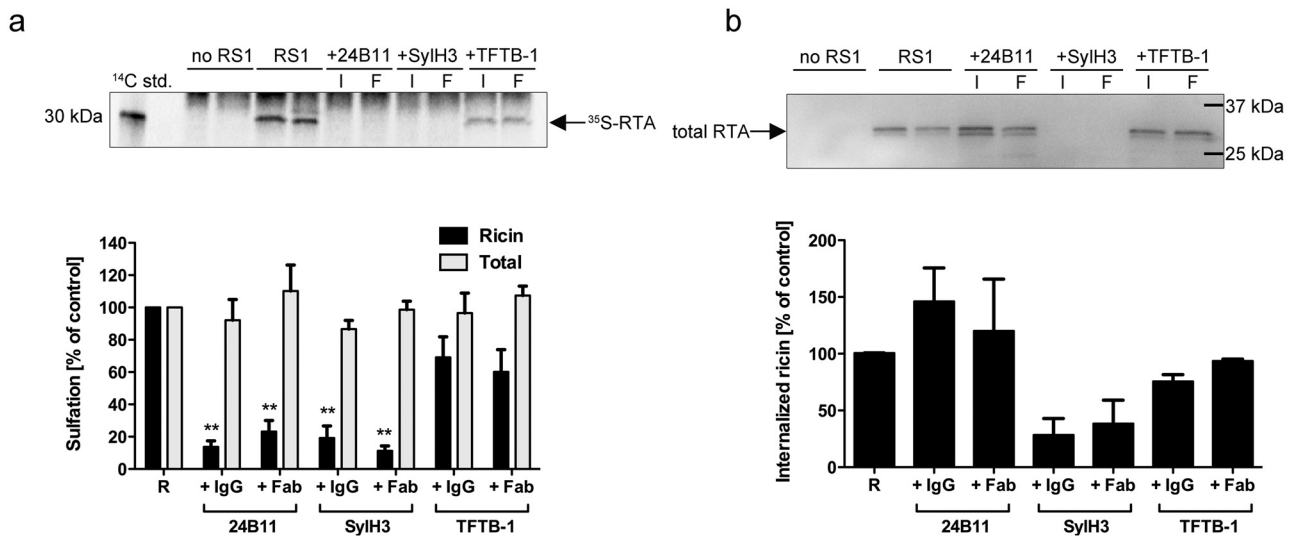 a
no RS1 RS1 +24B11 +SylH3 +TFTB-1
¹⁴C std. I F I F I F
30 kDa
³⁵S-RTA
Sulfation [% of control]
140
120
100
80
60
40
20
0
Ricin
Total
** ** ** **
R + IgG + Fab + IgG + Fab + IgG + Fab
24B11 SylH3 TFTB-1
b
no RS1 RS1 +24B11 +SylH3 +TFTB-1
I F I F I F
37 kDa
total RTA
25 kDa
Internalized ricin [% of control]
200
150
100
50
0
R + IgG + Fab + IgG + Fab + IgG + Fab
24B11 SylH3 TFTB-1